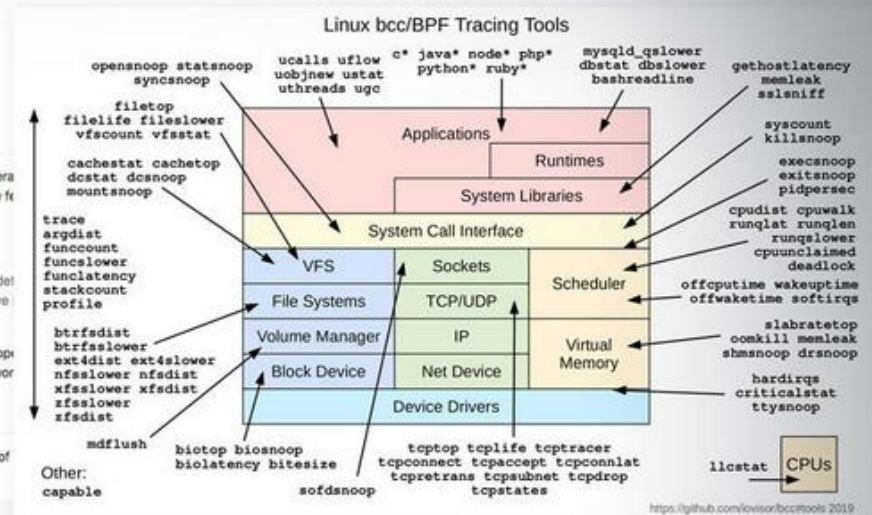 Linux bcc/BPF Tracing Tools
opensnoop statsnoop
syncsnoop
ucalls uflow
uobjnew ustat
uthreads ugc
c* java* node* php*
python* ruby*
mysqld_qslower
dbstat dbslower
bashreadline
gethostlatency
memleak
sslsniff
filetop
filelife fileslower
vfscount vfsstat
syscount
killsnoop
cachestat cachetop
dcstat dcsnoop
mountsnoop
execsnoop
exitsnoop
pidpersec
trace
argdist
funccount
funcslower
funclatency
stackcount
profile
cpudist cpuwalk
runqlat runqlen
runqslower
cpuunclaimed
deadlock
offcputime wakeuptime
offwaketime softirqs
Applications
Runtimes
System Libraries
System Call Interface
VFS
Sockets
Scheduler
File Systems
TCP/UDP
Volume Manager
IP
Virtual
Memory
Block Device
Net Device
Device Drivers
btrfsdist
btrfsslower
ext4dist ext4slower
nfsslower nfsdist
xfsslower xfsdist
zfsslower
zfsdist
slabratetop
oomkill memleak
shmsnoop drsnoop
hardirqs
criticalstat
ttysnoop
mdflush
biotop biosnoop
biolatency bitesize
sofdsnoop
tcptop tcplife tcptracer
tcpconnect tcpaccept tcpconnlat
tcpretrans tcpsubnet tcpdrop
tcpstates
Other:
capable
llcstat
CPUs
https://github.com/iovisor/bcc#tools 2019